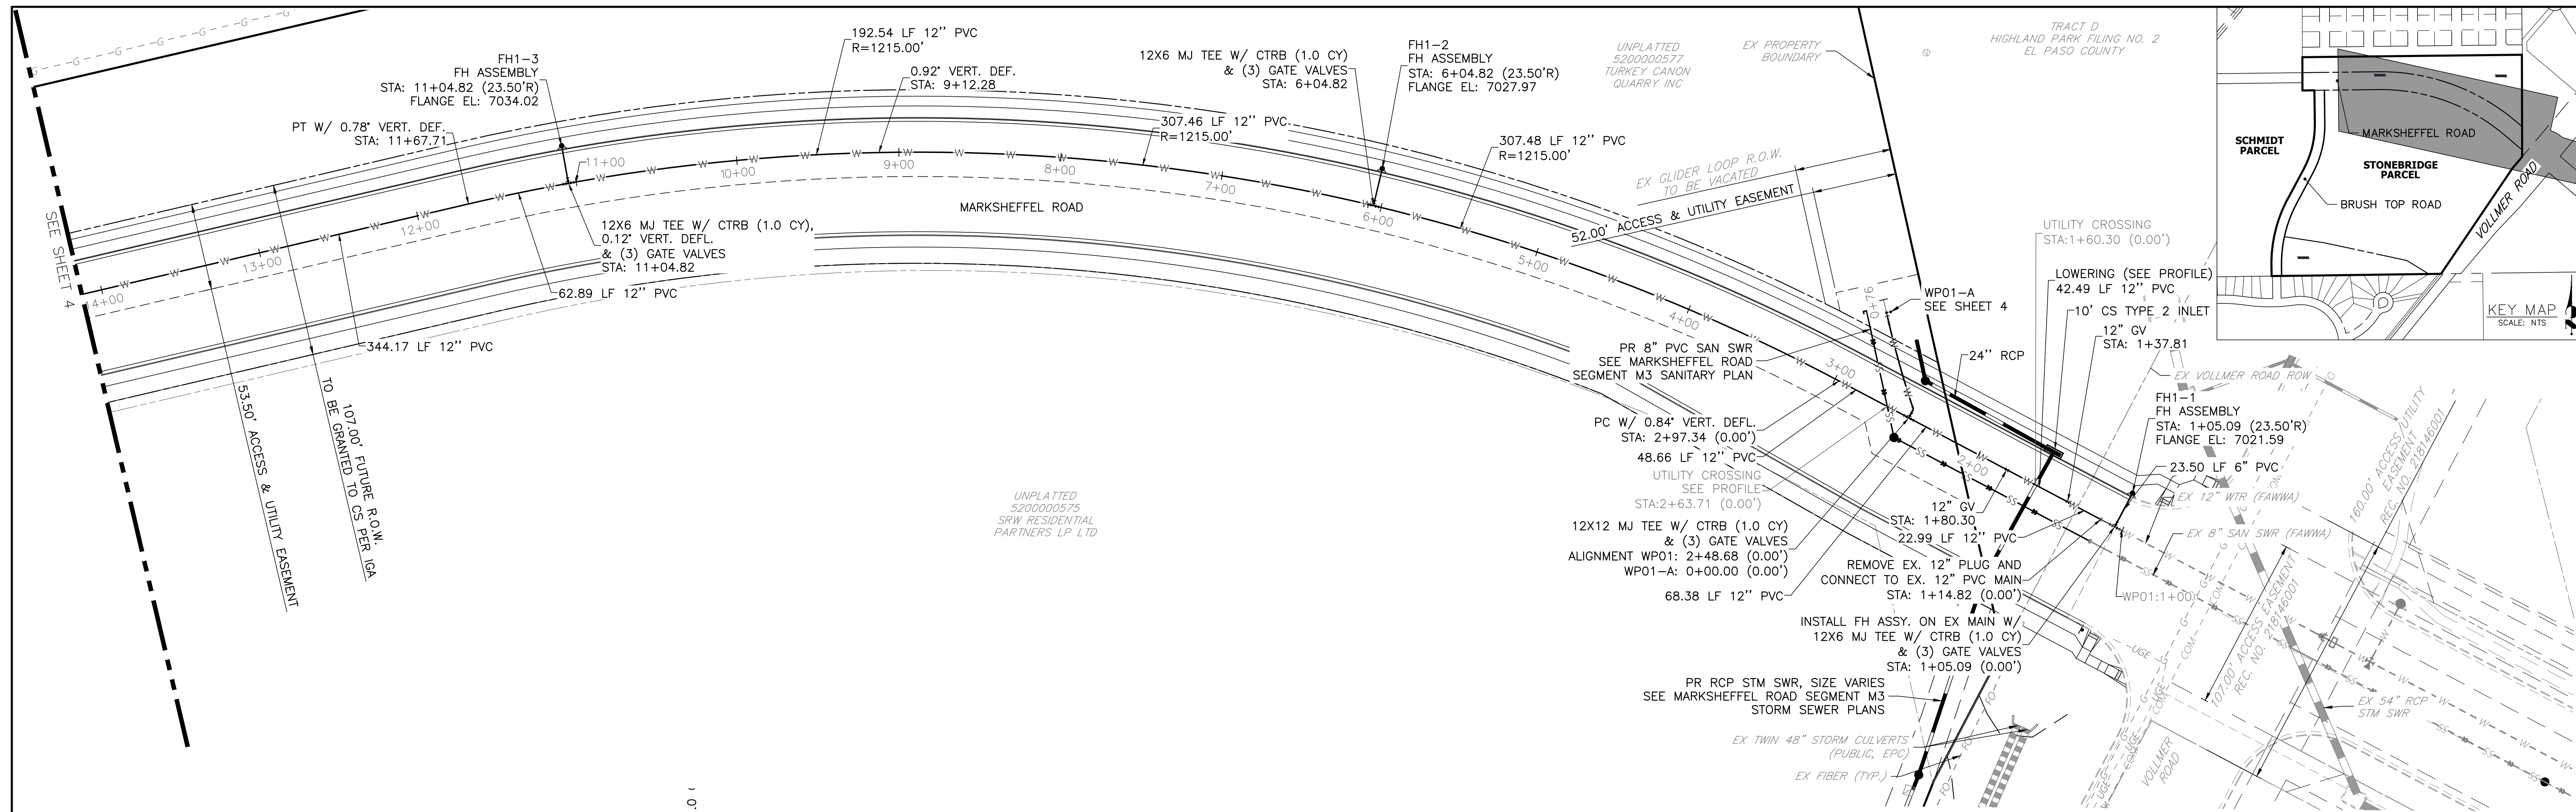 FH1-3
FH ASSEMBLY
STA: 11+04.82 (23.50'R)
FLANGE EL: 7034.02
PT W/ 0.78° VERT. DEF.
STA: 11+67.71
192.54 LF 12'' PVC
R=1215.00'
0.92° VERT. DEF.
STA: 9+12.28
12X6 MJ TEE W/ CTRB (1.0 CY)
& (3) GATE VALVES
STA: 6+04.82
FH1-2
FH ASSEMBLY
STA: 6+04.82 (23.50'R)
FLANGE EL: 7027.97
307.46 LF 12'' PVC
R=1215.00'
307.48 LF 12'' PVC
R=1215.00'
UNPLATTED
5200000577
TURKEY CANON
QUARRY INC
EX PROPERTY
BOUNDARY
TRACT D
HIGHLAND PARK FILING NO. 2
EL PASO COUNTY
SCHMIDT
PARCEL
MARKSHEFFEL ROAD
STONEBRIDGE
PARCEL
BRUSH TOP ROAD
VOLLMER ROAD
KEY MAP
SCALE: NTS
SEE SHEET 4
14+00
13+00
12+00
11+00
10+00
9+00
8+00
7+00
6+00
5+00
4+00
3+00
2+00
MARKSHEFFEL ROAD
12X6 MJ TEE W/ CTRB (1.0 CY),
0.12° VERT. DEFL.
& (3) GATE VALVES
STA: 11+04.82
62.89 LF 12'' PVC
344.17 LF 12'' PVC
53.50' ACCESS & UTILITY EASEMENT
107.00' FUTURE R.O.W.
TO BE GRANTED TO CS PER IGA
EX GLIDER LOOP R.O.W.
TO BE VACATED
52.00' ACCESS & UTILITY EASEMENT
UTILITY CROSSING
STA:1+60.30 (0.00')
LOWERING (SEE PROFILE)
42.49 LF 12'' PVC
10' CS TYPE 2 INLET
12" GV
STA: 1+37.81
WP01-A
SEE SHEET 4
0+76
24'' RCP
EX VOLLMER ROAD ROW
FH1-1
FH ASSEMBLY
STA: 1+05.09 (23.50'R)
FLANGE EL: 7021.59
23.50 LF 6" PVC
EX 12" WTR (FAWWA)
EX 8" SAN SWR (FAWWA)
WP01:1+00
160.00' ACCESS/UTILITY
EASEMENT
REC. NO. 218146001
107.00' ACCESS EASEMENT
REC. NO. 218146001
EX 54" RCP
STM SWR
VOLLMER
ROAD
PR 8" PVC SAN SWR
SEE MARKSHEFFEL ROAD
SEGMENT M3 SANITARY PLAN
PC W/ 0.84° VERT. DEFL.
STA: 2+97.34 (0.00')
48.66 LF 12'' PVC
UTILITY CROSSING
SEE PROFILE
STA:2+63.71 (0.00')
12X12 MJ TEE W/ CTRB (1.0 CY)
& (3) GATE VALVES
ALIGNMENT WP01: 2+48.68 (0.00')
WP01-A: 0+00.00 (0.00')
68.38 LF 12'' PVC
12" GV
STA: 1+80.30
22.99 LF 12'' PVC
REMOVE EX. 12" PLUG AND
CONNECT TO EX. 12" PVC MAIN
STA: 1+14.82 (0.00')
INSTALL FH ASSY. ON EX MAIN W/
12X6 MJ TEE W/ CTRB (1.0 CY)
& (3) GATE VALVES
STA: 1+05.09 (0.00')
PR RCP STM SWR, SIZE VARIES
SEE MARKSHEFFEL ROAD SEGMENT M3
STORM SEWER PLANS
EX TWIN 48" STORM CULVERTS
(PUBLIC, EPC)
EX FIBER (TYP.)
UNPLATTED
5200000575
SRW RESIDENTIAL
PARTNERS LP LTD